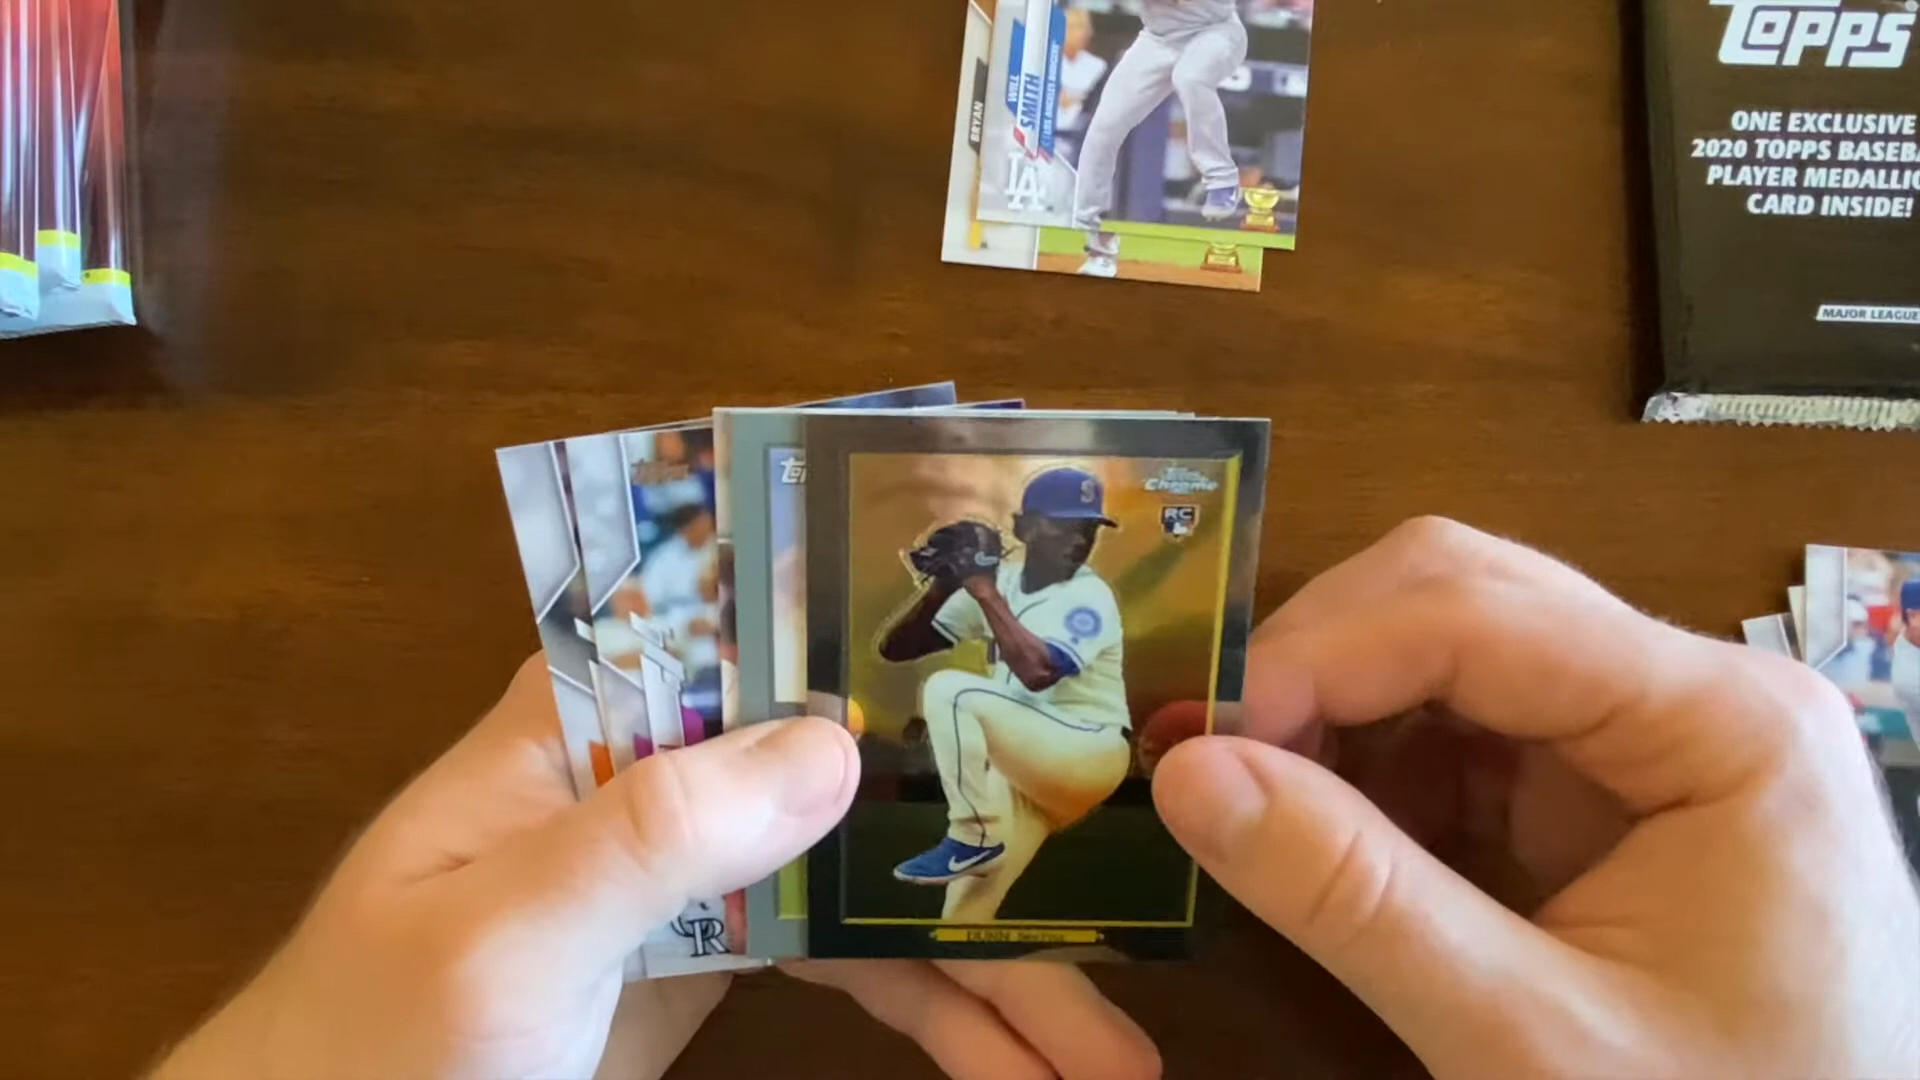 TOPPS
ONE EXCLUSIVE
2020 TOPPS BASEBA
PLAYER MEDALLIO
CARD INSIDE!
MAJOR LEAGUE
BRYAN
WILL
SMITH
LOS ANGELES DODGERS
LA
Topps
Chrome
RC
S
DUNN
CR